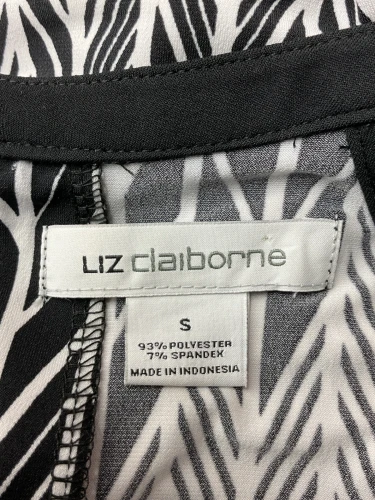 LIZ claiborne
S
93% POLYESTER
7% SPANDEX
MADE IN INDONESIA